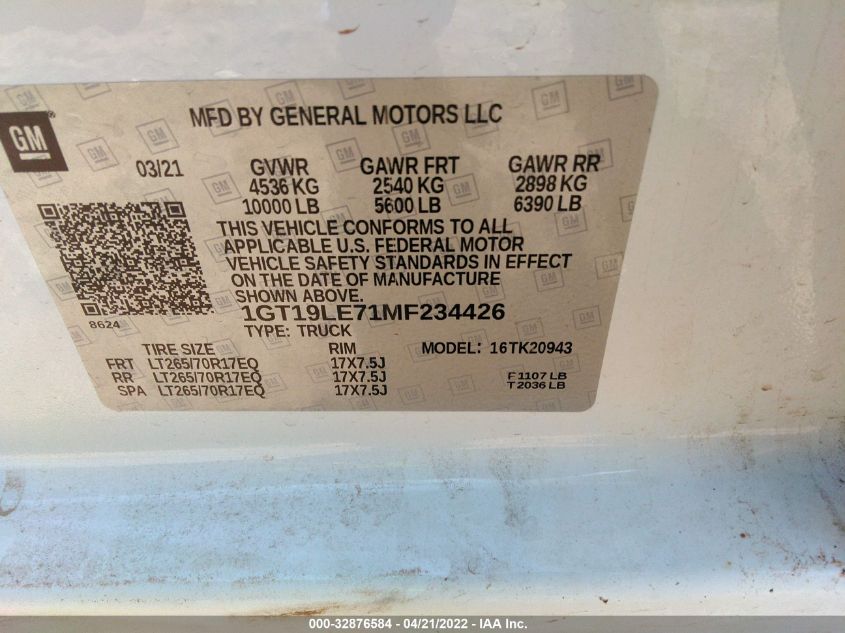 GM
MFD BY GENERAL MOTORS LLC
03/21 GVWR GAWR FRT GAWR RR
4536 KG 2540 KG 2898 KG
10000 LB 5600 LB 6390 LB
THIS VEHICLE CONFORMS TO ALL
APPLICABLE U.S. FEDERAL MOTOR
VEHICLE SAFETY STANDARDS IN EFFECT
ON THE DATE OF MANUFACTURE
SHOWN ABOVE.
8624
1GT19LE71MF234426
TYPE: TRUCK
TIRE SIZE RIM MODEL: 16TK20943
FRT LT265/70R17EQ 17X7.5J
RR LT265/70R17EQ 17X7.5J
SPA LT265/70R17EQ 17X7.5J
F 1107 LB
T 2036 LB
000-32876584 - 04/21/2022 - IAA Inc.